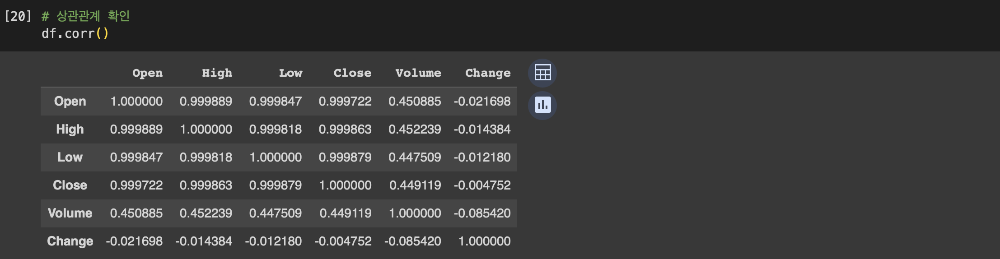 [20] # 상관관계 확인
df.corr()
Open High Low Close Volume Change
Open 1.000000 0.999889 0.999847 0.999722 0.450885 -0.021698
High 0.999889 1.000000 0.999818 0.999863 0.452239 -0.014384
Low 0.999847 0.999818 1.000000 0.999879 0.447509 -0.012180
Close 0.999722 0.999863 0.999879 1.000000 0.449119 -0.004752
Volume 0.450885 0.452239 0.447509 0.449119 1.000000 -0.085420
Change -0.021698 -0.014384 -0.012180 -0.004752 -0.085420 1.000000